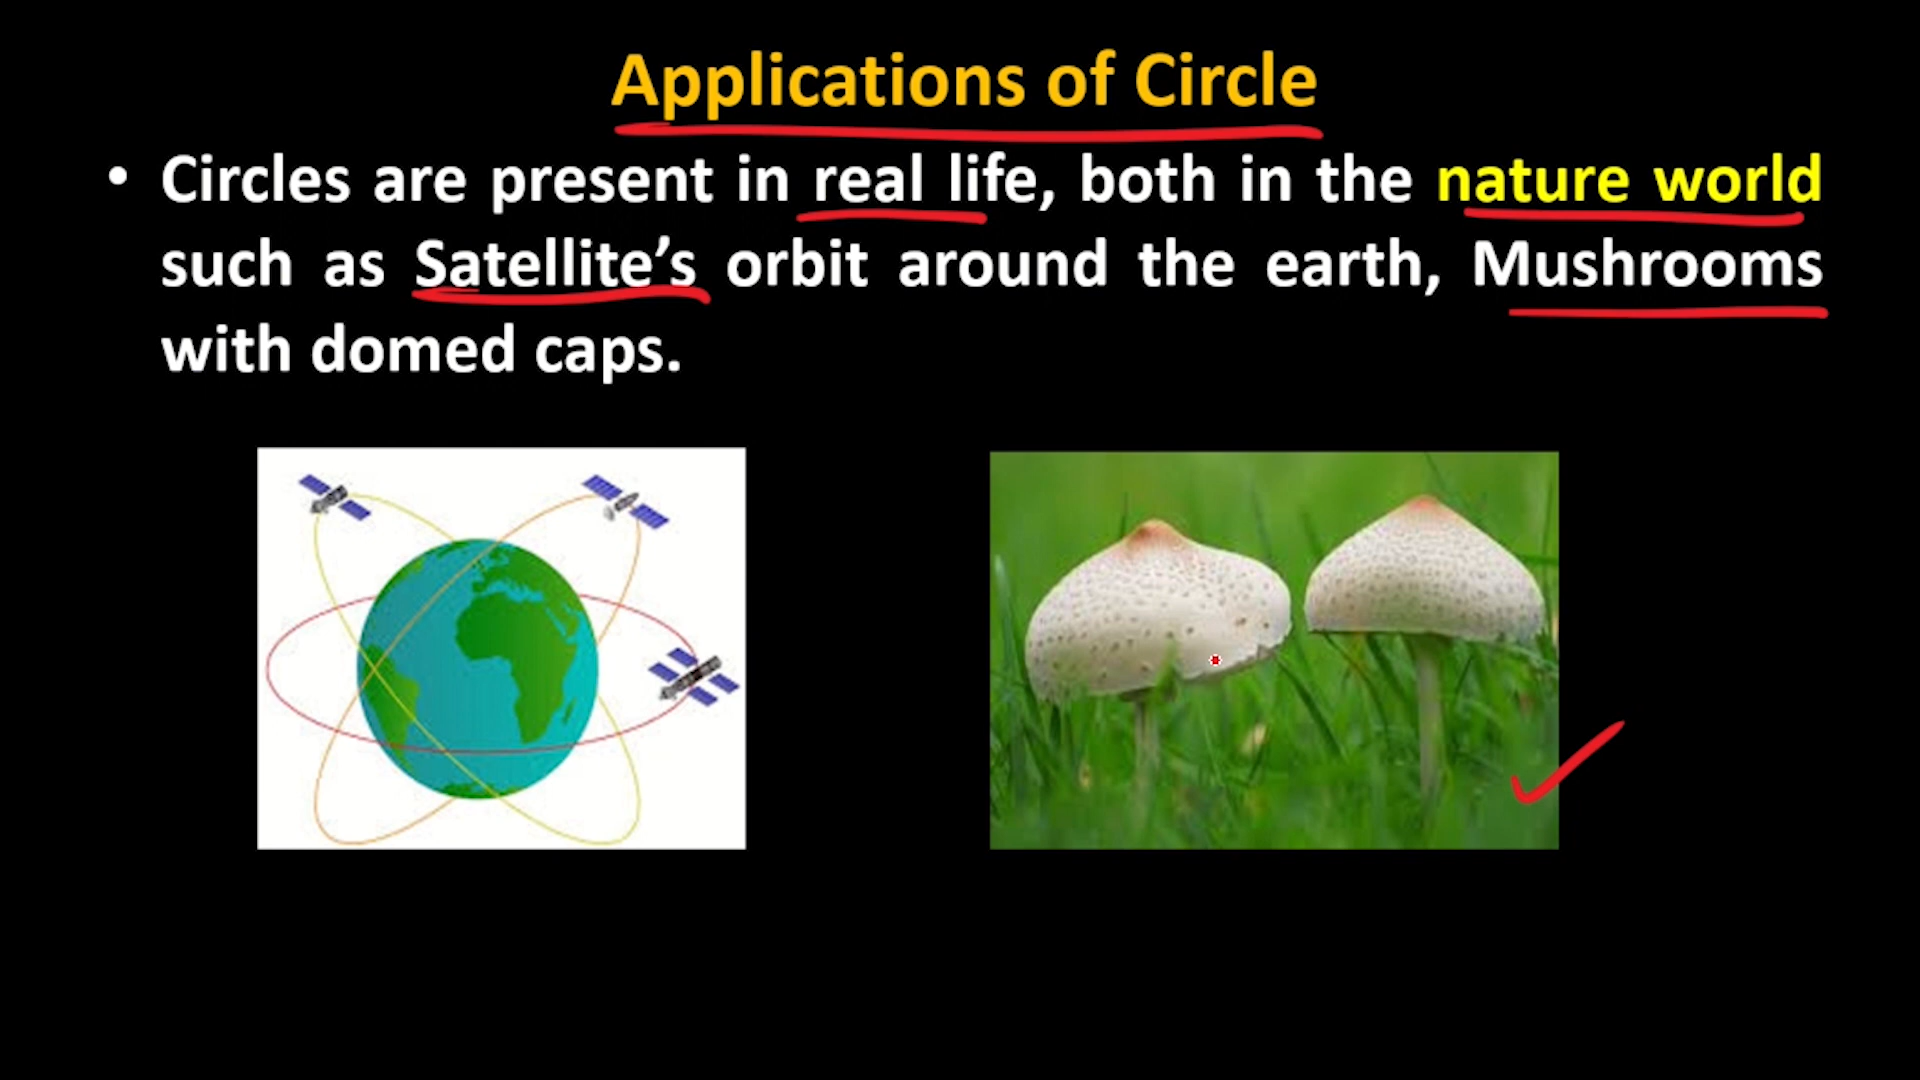 Applications of Circle
• Circles are present in real life, both in the nature world
such as Satellite’s orbit around the earth, Mushrooms
with domed caps.